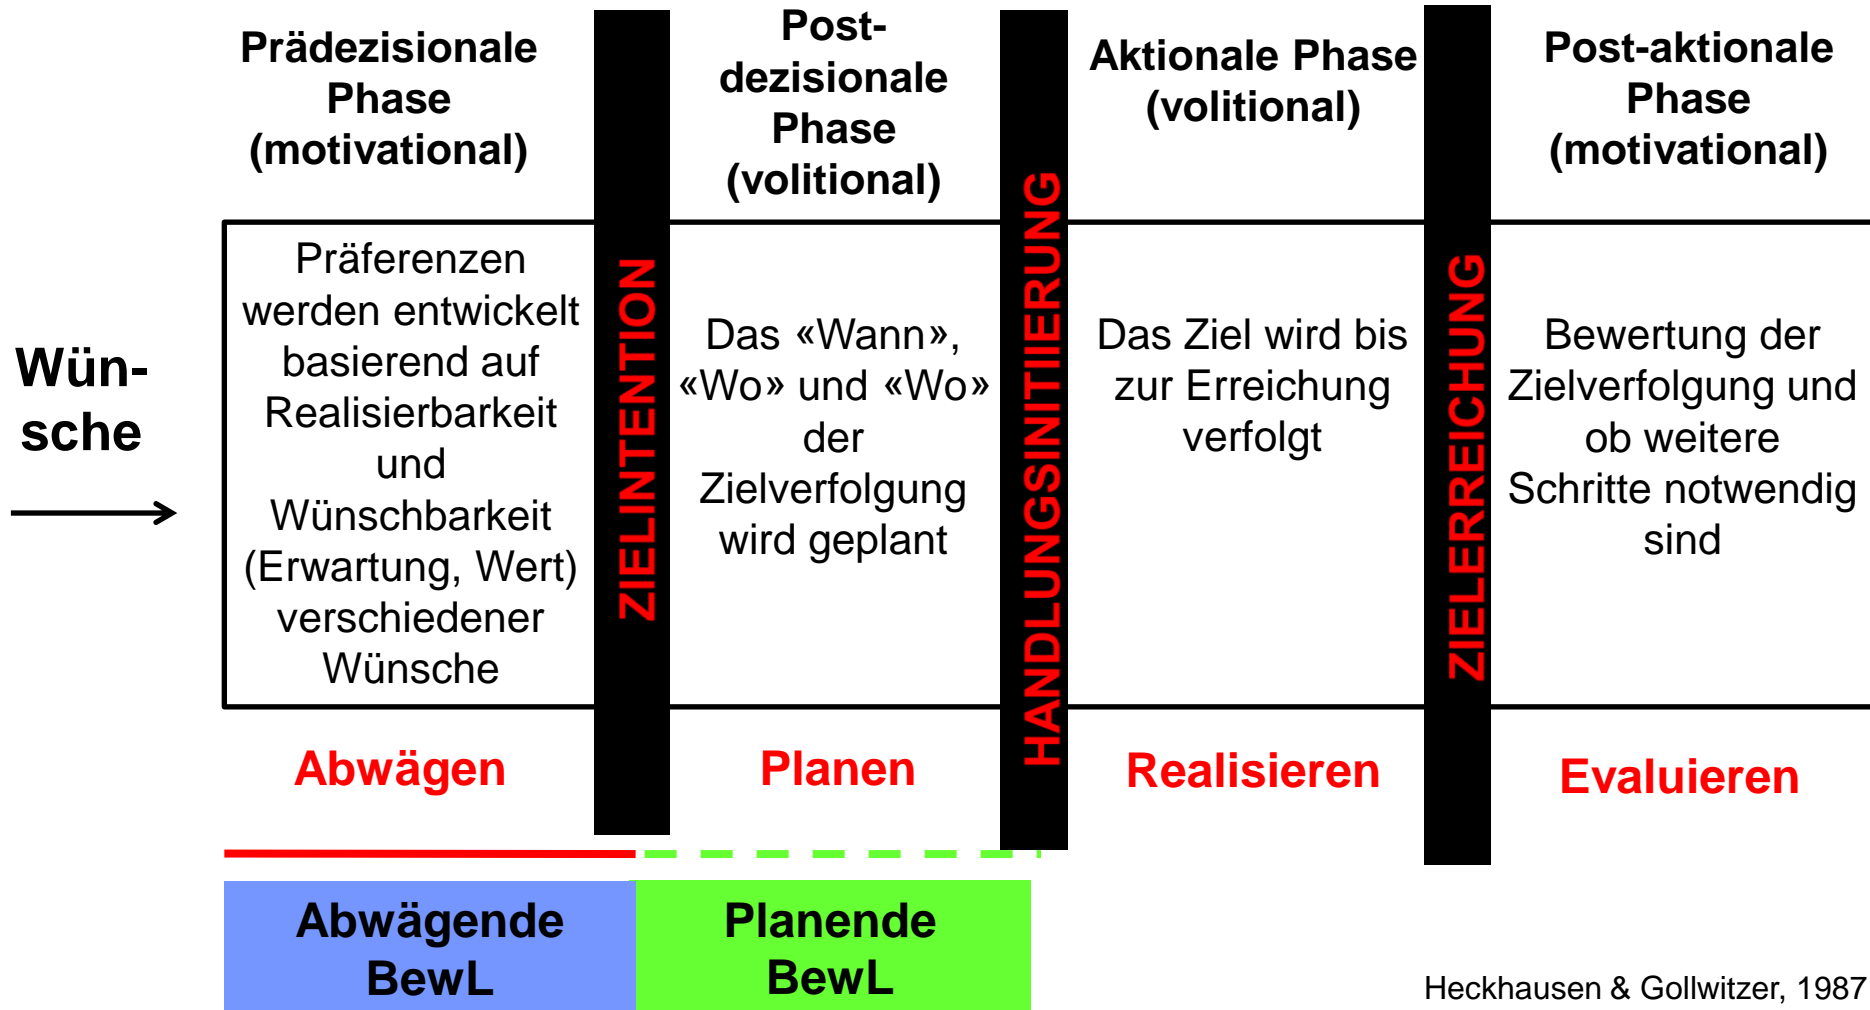 Prädezisionale
Phase
(motivational)
Post-
dezisionale
Phase
(volitional)
Aktionale Phase
(volitional)
Post-aktionale
Phase
(motivational)
Wün-
sche
Präferenzen
werden entwickelt
basierend auf
Realisierbarkeit
und
Wünschbarkeit
(Erwartung, Wert)
verschiedener
Wünsche
ZIELINTENTION
Das «Wann»,
«Wo» und «Wo»
der
Zielverfolgung
wird geplant
HANDLUNGSINITIIERUNG
Das Ziel wird bis
zur Erreichung
verfolgt
ZIELERREICHUNG
Bewertung der
Zielverfolgung und
ob weitere
Schritte notwendig
sind
Abwägen
Planen
Realisieren
Evaluieren
Abwägende
BewL
Planende
BewL
Heckhausen & Gollwitzer, 1987